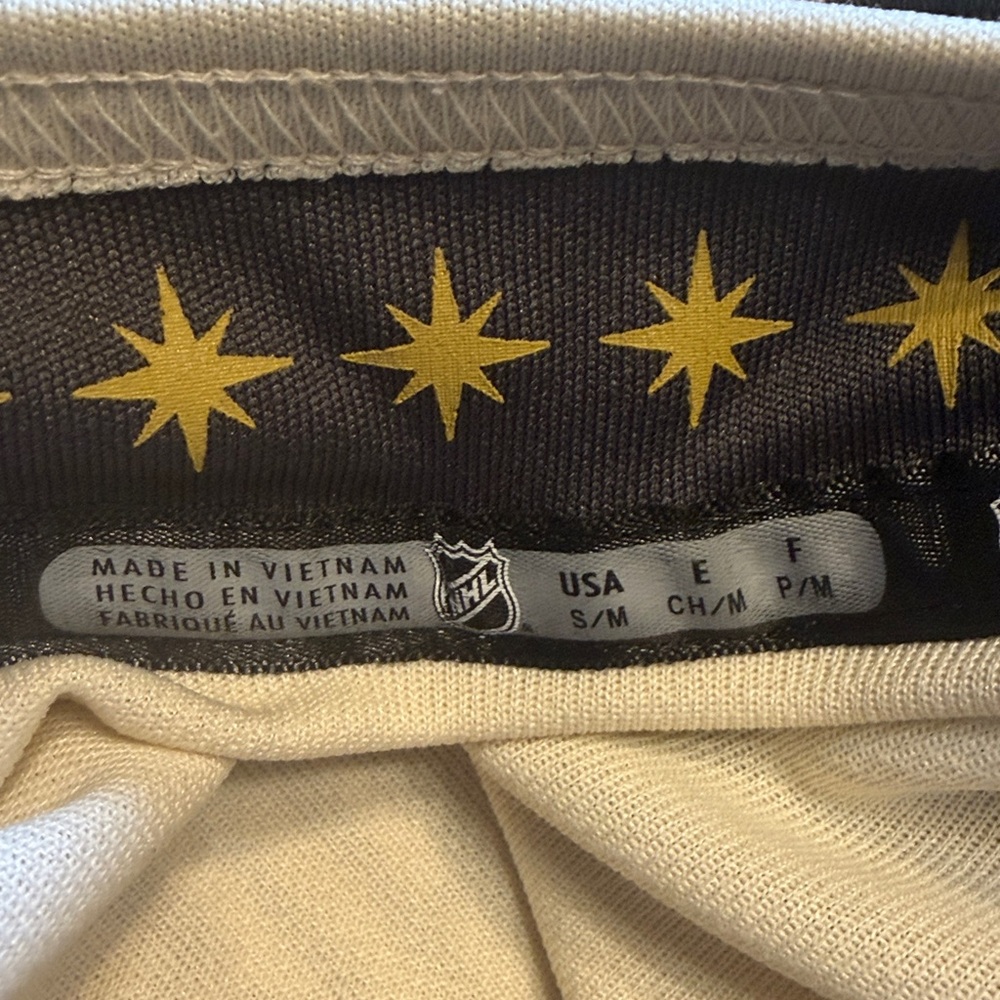 MADE IN VIETNAM
HECHO EN VIETNAM
FABRIQUÉ AU VIETNAM
NHL
USA E F
S/M CH/M P/M